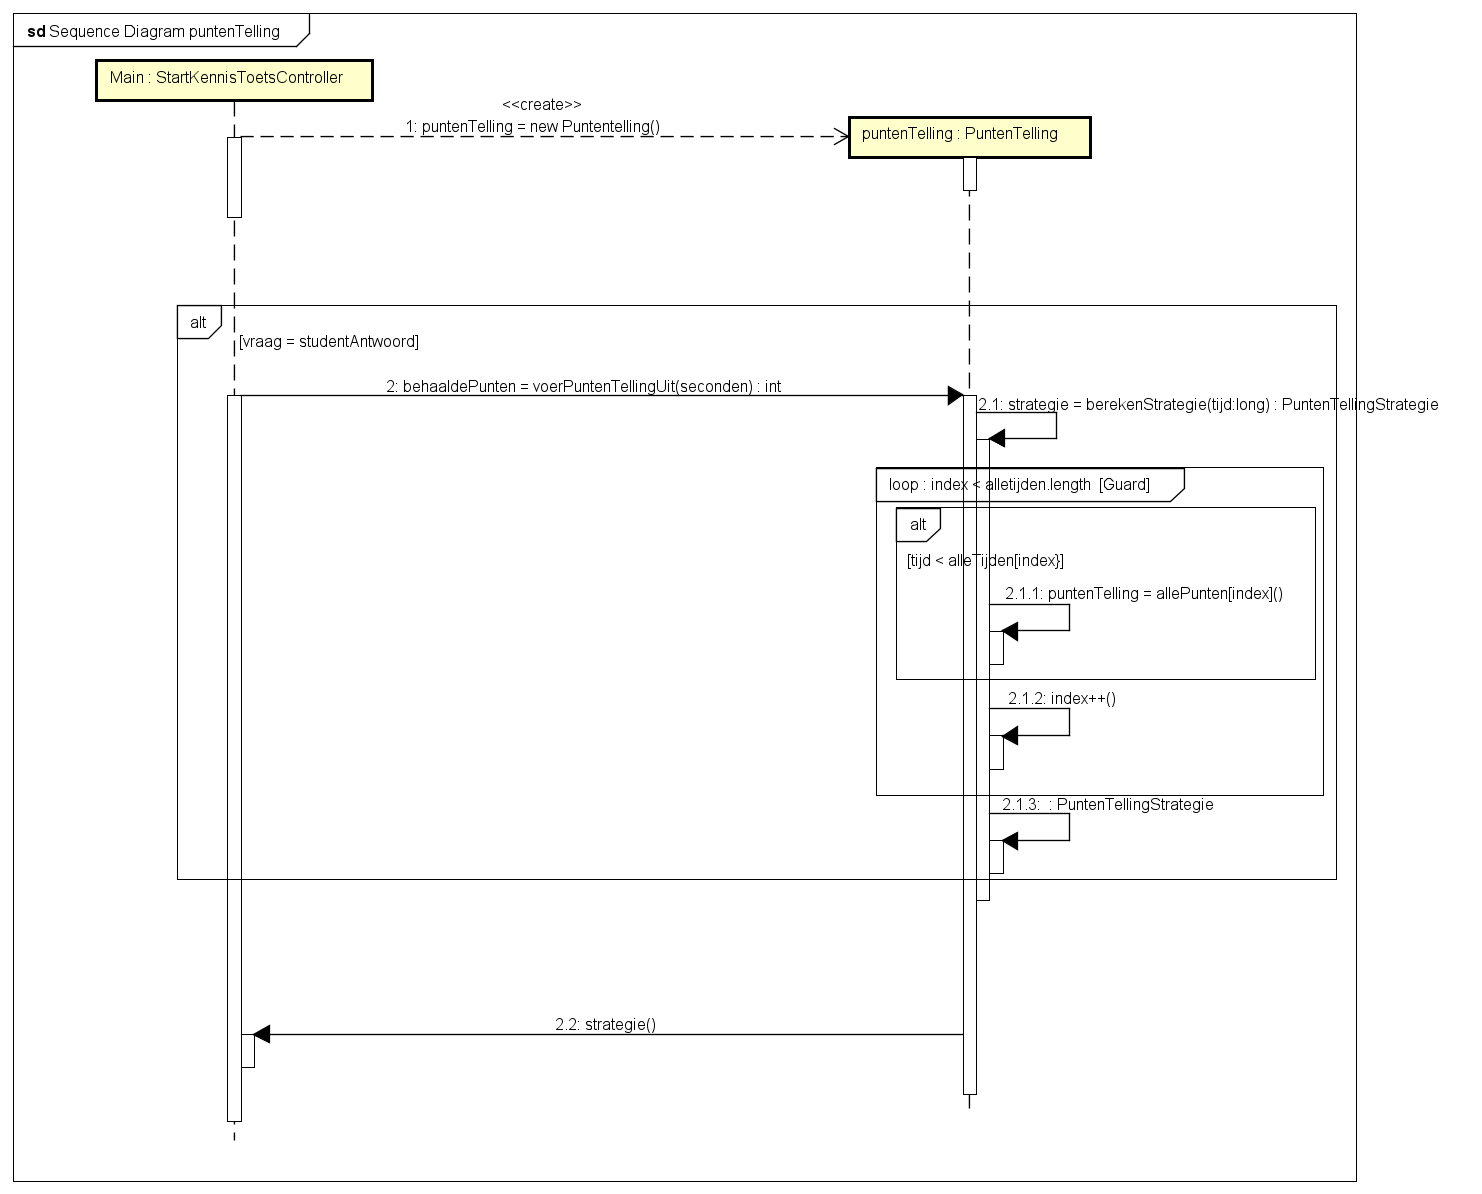 sd Sequence Diagram puntenTelling
Main : StartKennisToetsController
<<create>>
1: puntenTelling = new Puntentelling()
puntenTelling : PuntenTelling
alt
[vraag = studentAntwoord]
2: behaaldePunten = voerPuntenTellingUit(seconden) : int
2.1: strategie = berekenStrategie(tijd:long) : PuntenTellingStrategie
loop : index < alletijden.length [Guard]
alt
[tijd < alleTijden[index}]
2.1.1: puntenTelling = allePunten[index]()
2.1.2: index++()
2.1.3: : PuntenTellingStrategie
2.2: strategie()